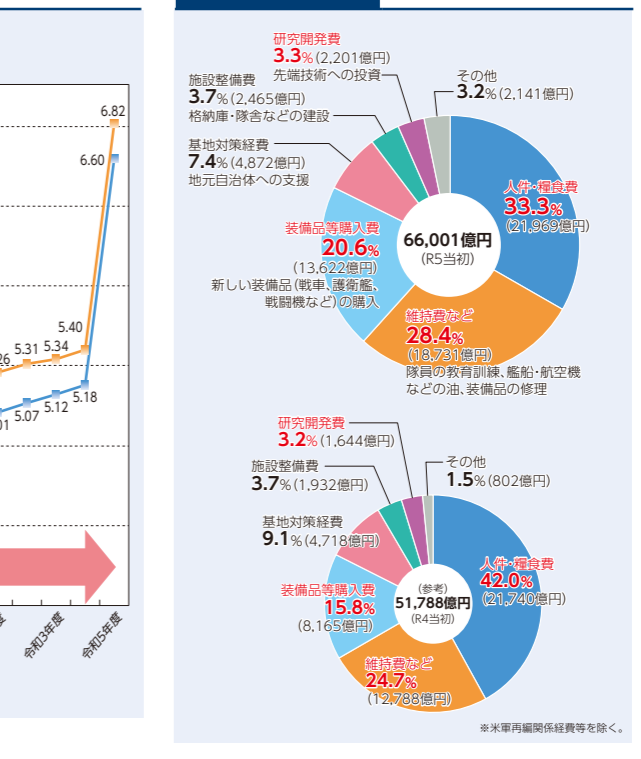 6.82
6.60
5.40
5.34
5.31
26
5.18
5.12
5.07
01
令和3年度
令和5年度
研究開発費
3.3%(2,201億円)
先端技術への投資
施設整備費
3.7%(2,465億円)
格納庫・隊舎などの建設
基地対策経費
7.4%(4,872億円)
地元自治体への支援
装備品等購入費
20.6%
(13,622億円)
新しい装備品(戦車、護衛艦、
戦闘機など)の購入
その他
3.2%(2,141億円)
人件・糧食費
33.3%
(21,969億円)
66,001億円
(R5当初)
維持費など
28.4%
(18,731億円)
隊員の教育訓練、艦船・航空機
などの油、装備品の修理
研究開発費
3.2%(1,644億円)
施設整備費
3.7%(1,932億円)
基地対策経費
9.1%(4,718億円)
装備品等購入費
15.8%
(8,165億円)
その他
1.5%(802億円)
人件・糧食費
42.0%
(21,740億円)
(参考)
51,788億円
(R4当初)
維持費など
24.7%
(12,788億円)
※米軍再編関係経費等を除く。